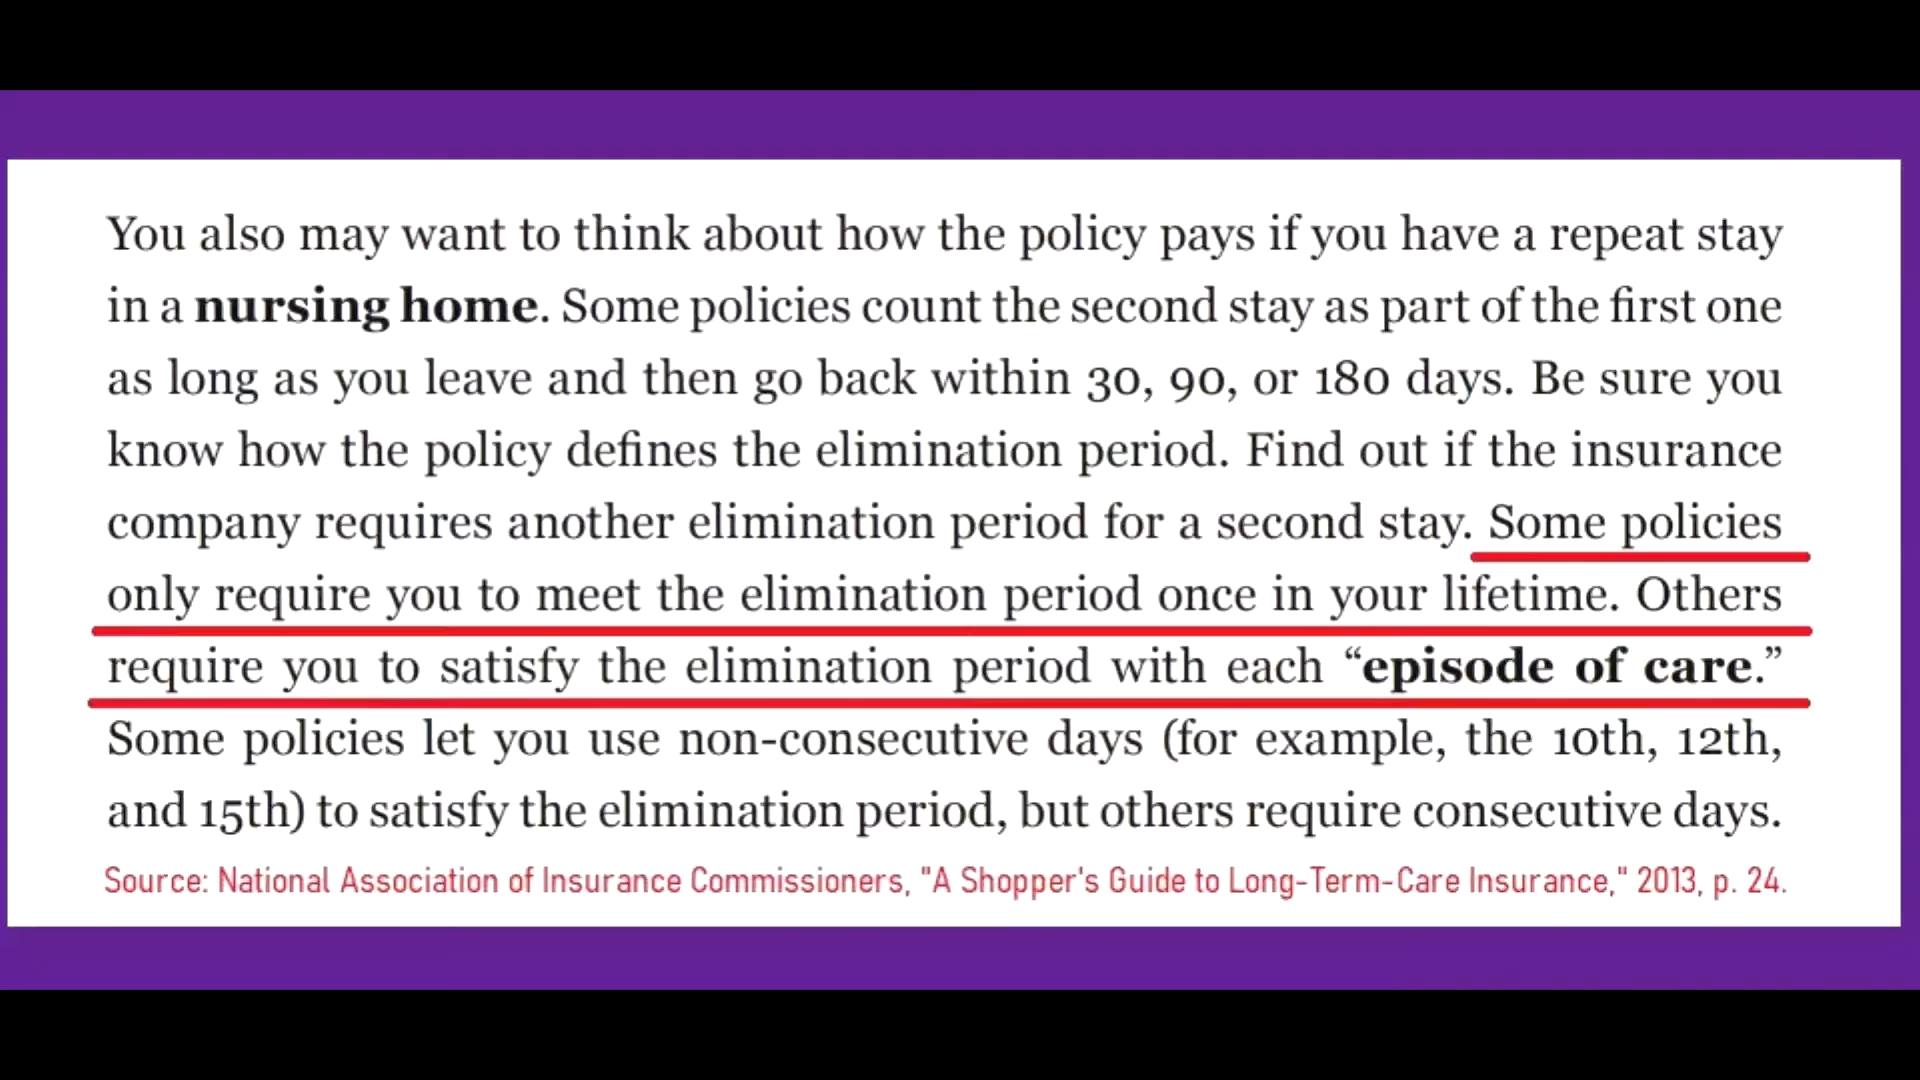 You also may want to think about how the policy pays if you have a repeat stay
in a nursing home. Some policies count the second stay as part of the first one
as long as you leave and then go back within 30, 90, or 180 days. Be sure you
know how the policy defines the elimination period. Find out if the insurance
company requires another elimination period for a second stay. Some policies
only require you to meet the elimination period once in your lifetime. Others
require you to satisfy the elimination period with each “episode of care.”
Some policies let you use non-consecutive days (for example, the 10th, 12th,
and 15th) to satisfy the elimination period, but others require consecutive days.
Source: National Association of Insurance Commissioners, "A Shopper's Guide to Long-Term-Care Insurance," 2013, p. 24.